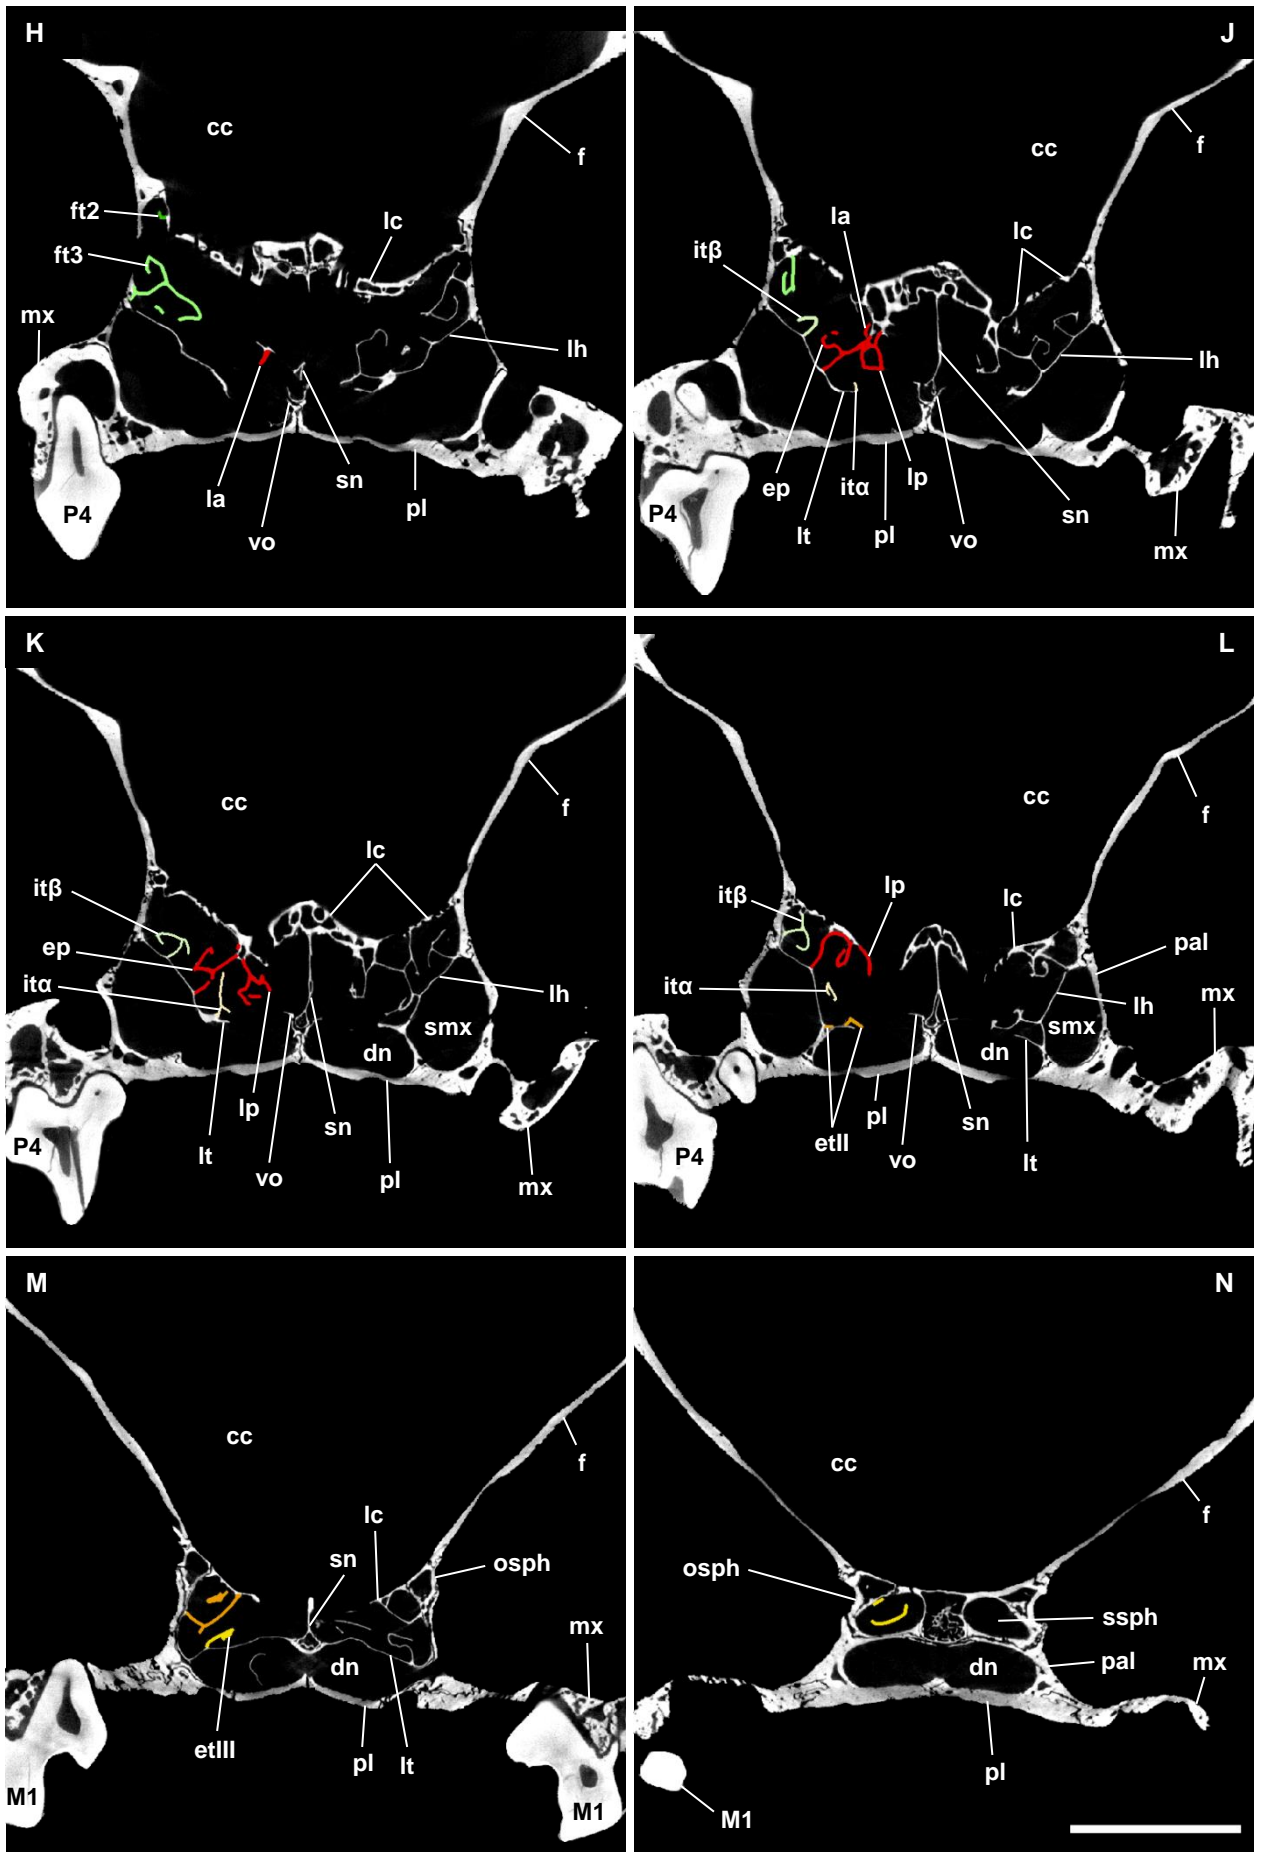 H
cc
f
ft2
lc
ft3
mx
lh
la
sn
pl
P4
vo
J
cc
f
la
lc
itβ
lh
ep
itα
lp
P4
lt
pl
vo
sn
mx
K
cc
f
lc
itβ
ep
itα
lh
smx
dn
lp
sn
P4
lt
vo
pl
mx
L
cc
f
lp
itβ
lc
pal
itα
lh
mx
smx
dn
pl
sn
etII
vo
lt
P4
M
cc
f
lc
sn
osph
mx
dn
etIII
pl
lt
M1
M1
N
cc
f
osph
ssph
dn
pal
mx
pl
M1